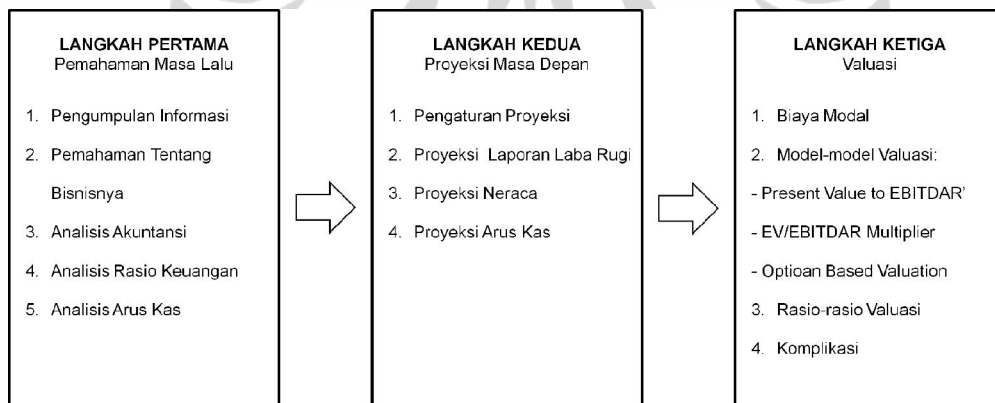 LANGKAH PERTAMA
Pemahaman Masa Lalu
1. Pengumpulan Informasi
2. Pemahaman Tentang
Bisnisnya
3. Analisis Akuntansi
4. Analisis Rasio Keuangan
5. Analisis Arus Kas
LANGKAH KEDUA
Proyeksi Masa Depan
1. Pengaturan Proyeksi
2. Proyeksi Laporan Laba Rugi
3. Proyeksi Neraca
4. Proyeksi Arus Kas
LANGKAH KETIGA
Valuasi
1. Biaya Modal
2. Model-model Valuasi:
- Present Value to EBITDAR'
- EV/EBITDAR Multiplier
- Optioan Based Valuation
3. Rasio-rasio Valuasi
4. Komplikasi